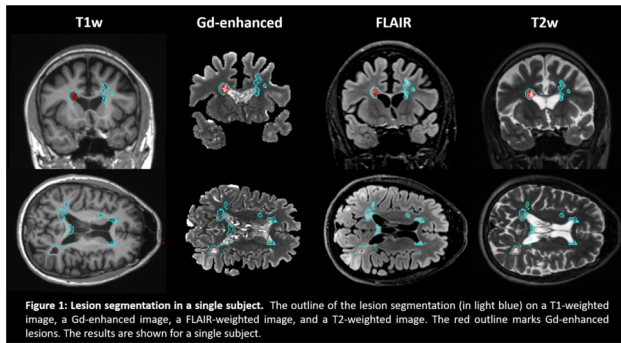 T1w Gd-enhanced FLAIR T2w
Figure 1: Lesion segmentation in a single subject. The outline of the lesion segmentation (in light blue) on a T1-weighted
image, a Gd-enhanced image, a FLAIR-weighted image, and a T2-weighted image. The red outline marks Gd-enhanced
lesions. The results are shown for a single subject.